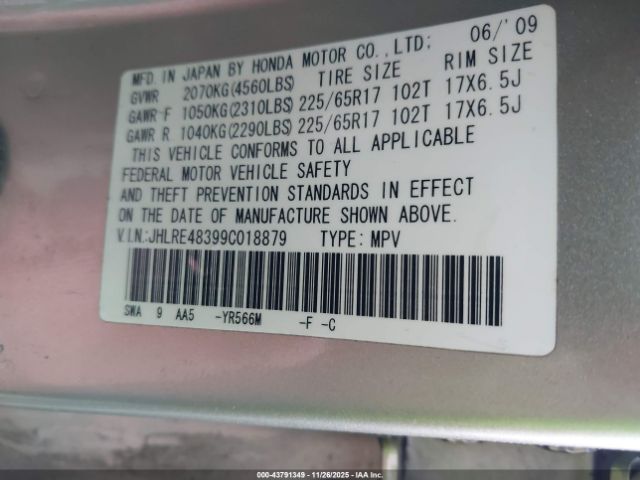 MFD. IN JAPAN BY HONDA MOTOR CO.,LTD; 06/'09
GVWR 2070KG(4560LBS) TIRE SIZE RIM SIZE
GAWR F 1050KG(2310LBS) 225/65R17 102T 17X6.5J
GAWR R 1040KG(2290LBS) 225/65R17 102T 17X6.5J
THIS VEHICLE CONFORMS TO ALL APPLICABLE
FEDERAL MOTOR VEHICLE SAFETY
AND THEFT PREVENTION STANDARDS IN EFFECT
ON THE DATE OF MANUFACTURE SHOWN ABOVE.
V.I.N.:JHLRE48399C018879 TYPE: MPV
SWA 9 AA5 -YR566M -F -C
000-43791349 | 11/26/2025 - IAAI.COM